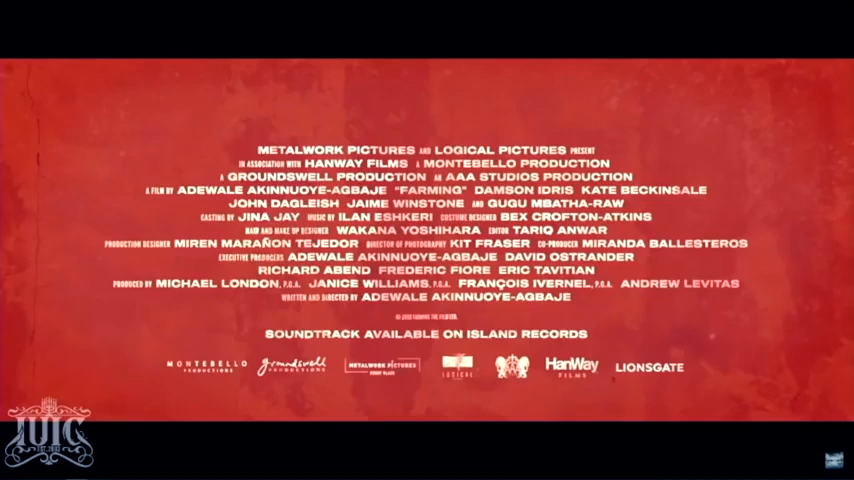 METALWORK PICTURES AND LOGICAL PICTURES PRESENT
IN ASSOCIATION WITH HANWAY FILMS A MONTEBELLO PRODUCTION
A GROUNDSWELL PRODUCTION AN AAA STUDIOS PRODUCTION
A FILM BY ADEWALE AKINNUOYE-AGBAJE "FARMING" DAMSON IDRIS KATE BECKINSALE
JOHN DAGLEISH JAIME WINSTONE AND GUGU MBATHA-RAW
CASTING BY JINA JAY MUSIC BY ILAN ESHKERI COSTUME DESIGNER BEX CROFTON-ATKINS
HAIR AND MAKE UP DESIGNER WAKANA YOSHIHARA EDITOR TARIQ ANWAR
PRODUCTION DESIGNER MIREN MARAÑON TEJEDOR DIRECTOR OF PHOTOGRAPHY KIT FRASER CO-PRODUCER MIRANDA BALLESTEROS
EXECUTIVE PRODUCERS ADEWALE AKINNUOYE-AGBAJE DAVID OSTRANDER
RICHARD ABEND FREDERIC FIORE ERIC TAVITIAN
PRODUCED BY MICHAEL LONDON, P.G.A. JANICE WILLIAMS, P.G.A. FRANÇOIS IVERNEL, P.G.A. ANDREW LEVITAS
WRITTEN AND DIRECTED BY ADEWALE AKINNUOYE-AGBAJE
SOUNDTRACK AVAILABLE ON ISLAND RECORDS
MONTEBELLO PRODUCTIONS groundswell PRODUCTIONS METALWORK PICTURES LOGICAL HanWay FILMS LIONSGATE
IUIC